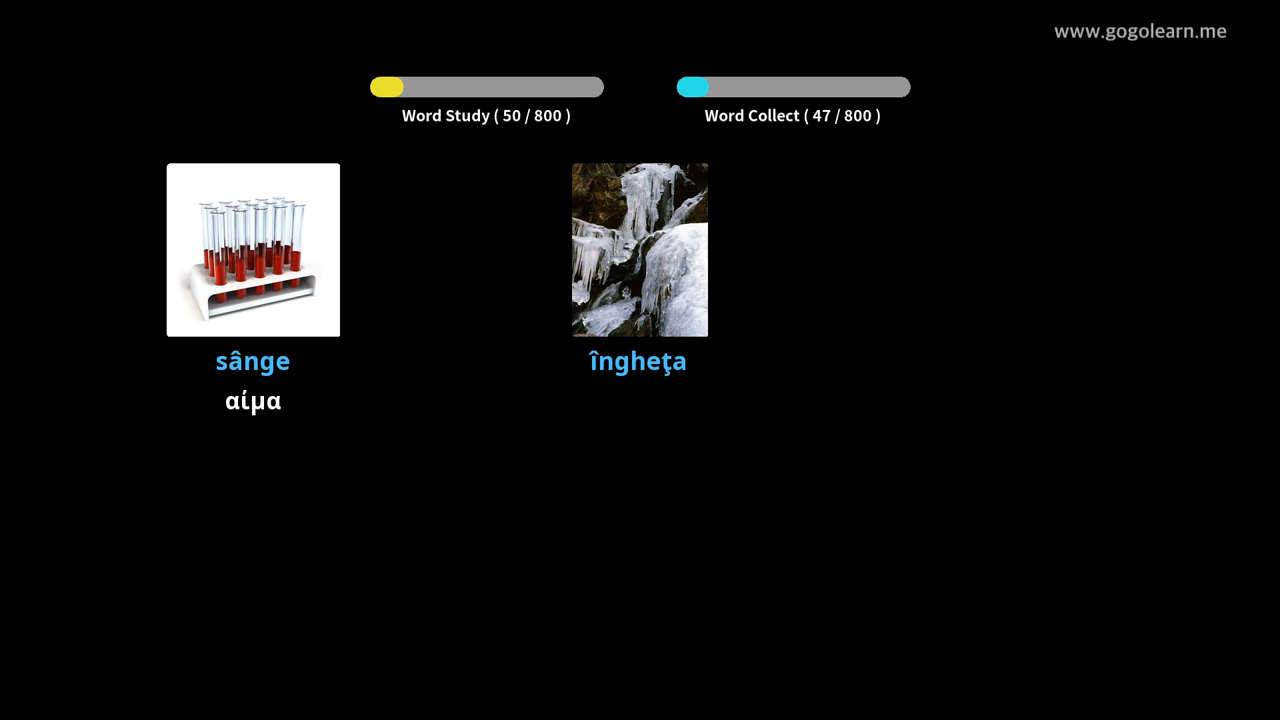 www.gogolearn.me
Word Study ( 50 / 800 )
Word Collect ( 47 / 800 )
sânge
αίμα
îngheţa